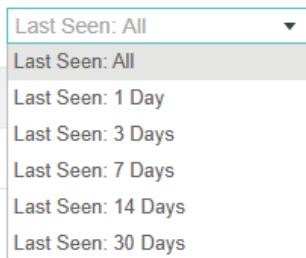 Last Seen: All
Last Seen: All
Last Seen: 1 Day
Last Seen: 3 Days
Last Seen: 7 Days
Last Seen: 14 Days
Last Seen: 30 Days